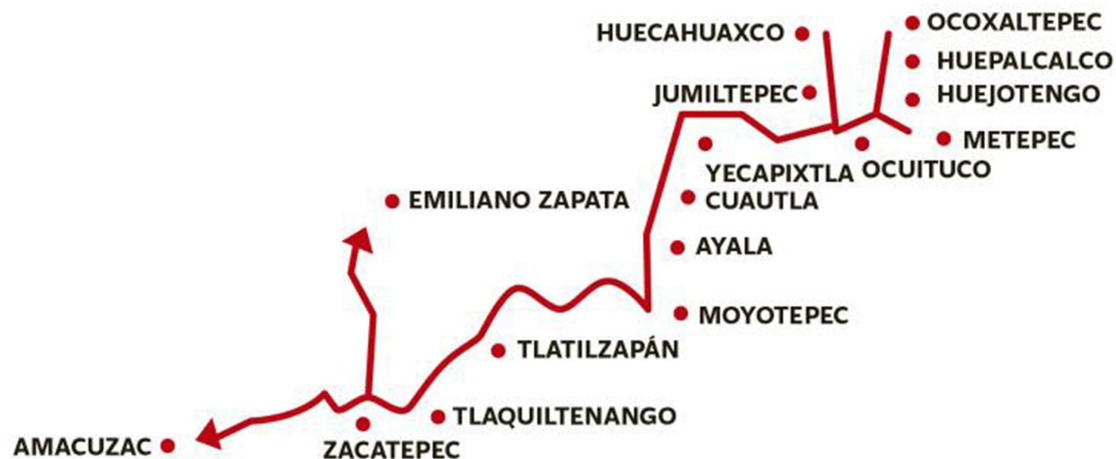 HUECAHUAXCO
OCOXALTEPEC
HUEPALCALCO
JUMILTEPEC
HUEJOTENGO
METEPEC
YECAPIXTLA
OCUITUCO
EMILIANO ZAPATA
CUAUTLA
AYALA
MOYOTEPEC
TLATILZAPÁN
TLAQUILTENANGO
AMACUZAC
ZACATEPEC